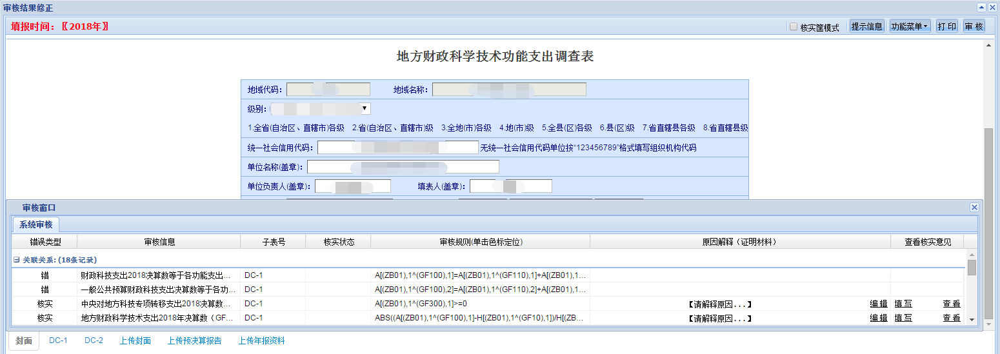 审核结果修正
填报时间：〖2018年〗 核实筐模式 提示信息 功能菜单 打印 审核
地方财政科学技术功能支出调查表
地域代码： 地域名称：
级别：
1.全省(自治区、直辖市)各级 2.省(自治区、直辖市)级 3.全地(市)各级 4.地(市)级 5.全县(区)各级 6.县(区)级 7.省直辖县各级 8.省直辖县级
统一社会信用代码： 无统一社会信用代码单位按“123456789”格式填写组织机构代码
单位名称(盖章)：
单位负责人(盖章)： 填表人(盖章)：
审核窗口
系统审核
错误类型 审核信息 子表号 核实状态 审核规则(单击色标定位) 原因解释（证明材料） 查看核实意见
关联关系: (18条记录)
错 财政科技支出2018决算数等于各功能支出... DC-1 A[(ZB01),1^(GF100),1]=A[(ZB01),1^(GF110),1]+A[(ZB01),1...
错 一般公共预算财政科技支出决算数等于各功... DC-1 A[(ZB01),1^(GF100),2]=A[(ZB01),1^(GF110),2]+A[(ZB01),1...
核实 中央对地方科技专项转移支出2018决算数... DC-1 A[(ZB01),1^(GF300),1]>=0 【请解释原因...】 编辑 填写 查看
核实 地方财政科学技术支出2018年决算数（GF... DC-1 ABS((A[(ZB01),1^(GF100),1]-H[(ZB01),1^(GF10),1])/H[(ZB... 【请解释原因...】 编辑 填写 查看
封面 DC-1 DC-2 上传封面 上传预决算报告 上传年报资料